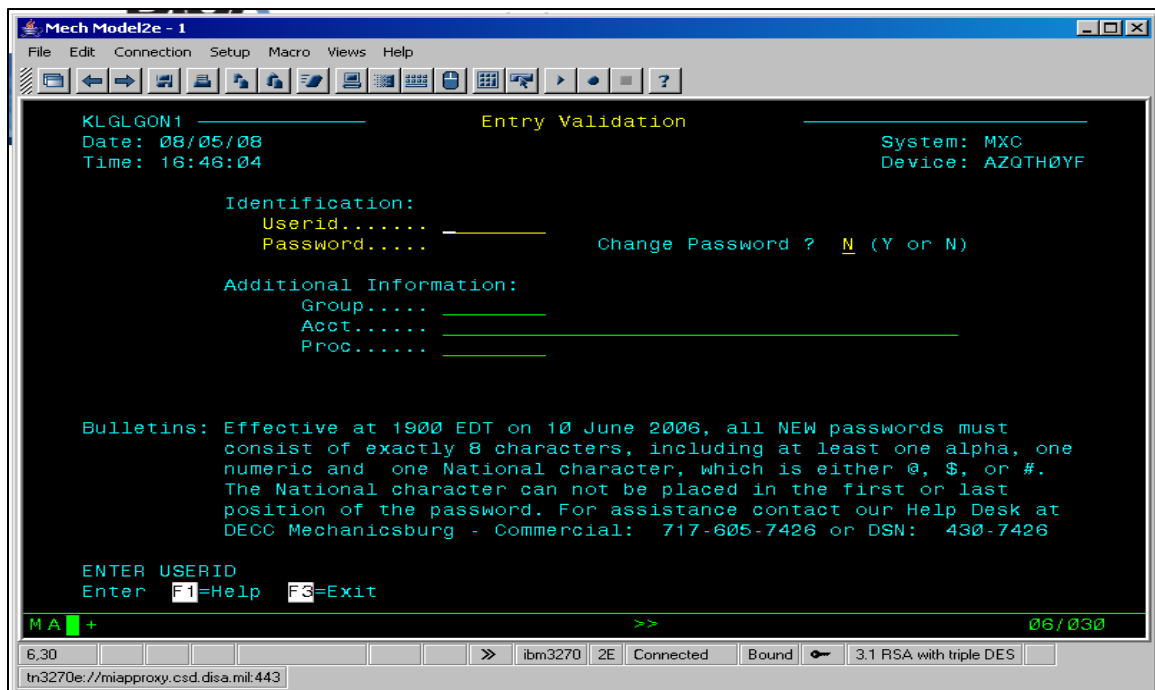 Mech Model2e - 1
File Edit Connection Setup Macro Views Help
KLGLGON1 Entry Validation
Date: 08/05/08 System: MXC
Time: 16:46:04 Device: AZQTH0YF
Identification:
Userid.......
Password..... Change Password ? N (Y or N)
Additional Information:
Group.....
Acct......
Proc......
Bulletins: Effective at 1900 EDT on 10 June 2006, all NEW passwords must
consist of exactly 8 characters, including at least one alpha, one
numeric and one National character, which is either @, $, or #.
The National character can not be placed in the first or last
position of the password. For assistance contact our Help Desk at
DECC Mechanicsburg - Commercial: 717-605-7426 or DSN: 430-7426
ENTER USERID
Enter F1=Help F3=Exit
M A + >> 06/030
6,30 ibm3270 2E Connected Bound 3.1 RSA with triple DES
tn3270e://miapproxy.csd.disa.mil:443